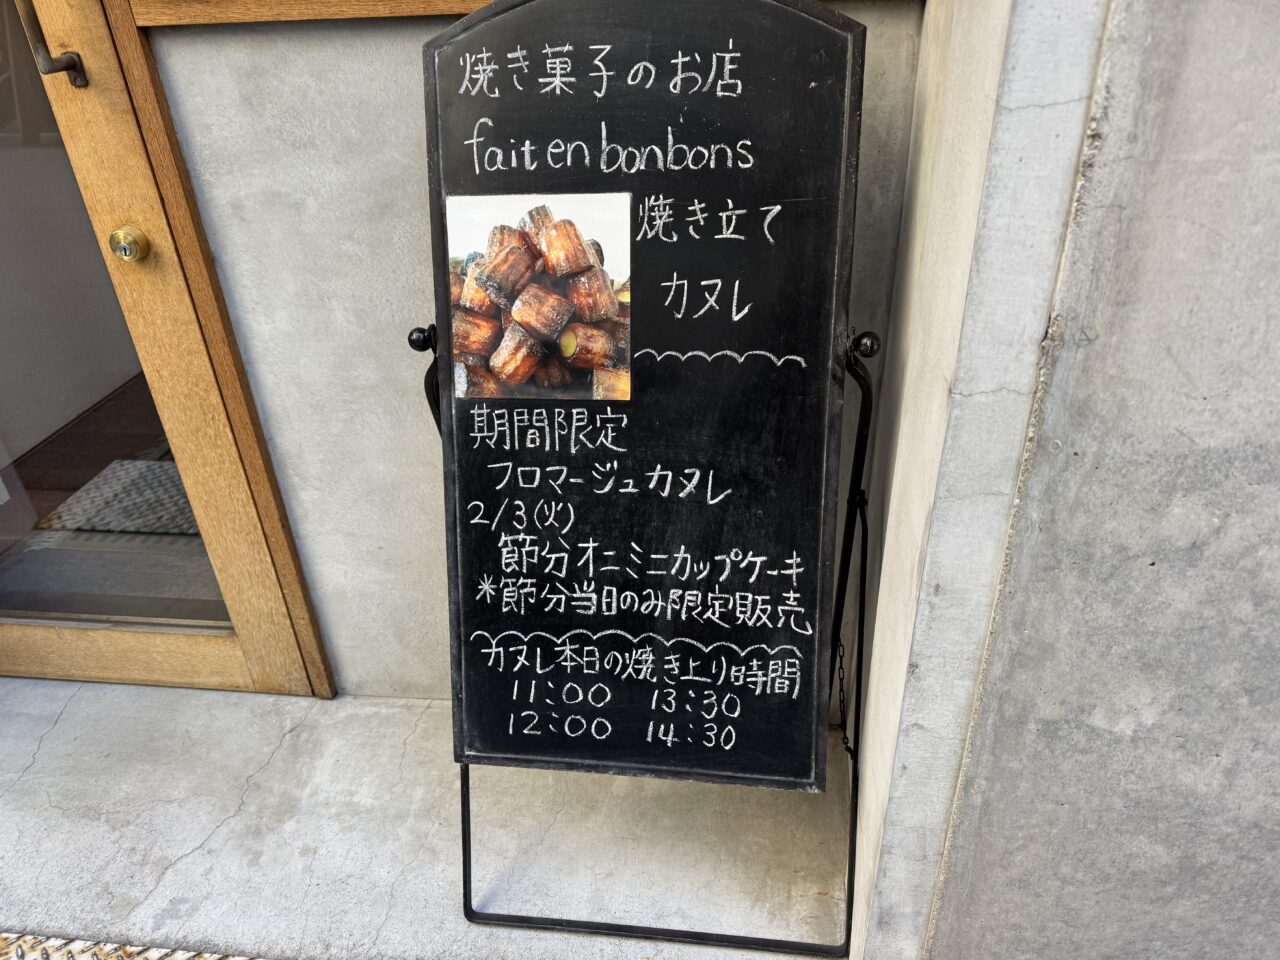 焼き菓子のお店
fait en bonbons
焼き立て
カヌレ
期間限定
フロマージュカヌレ
2/3(火)
節分オニミニカップケーキ
*節分当日のみ限定販売
カヌレ本日の焼き上り時間
11:00 13:30
12:00 14:30